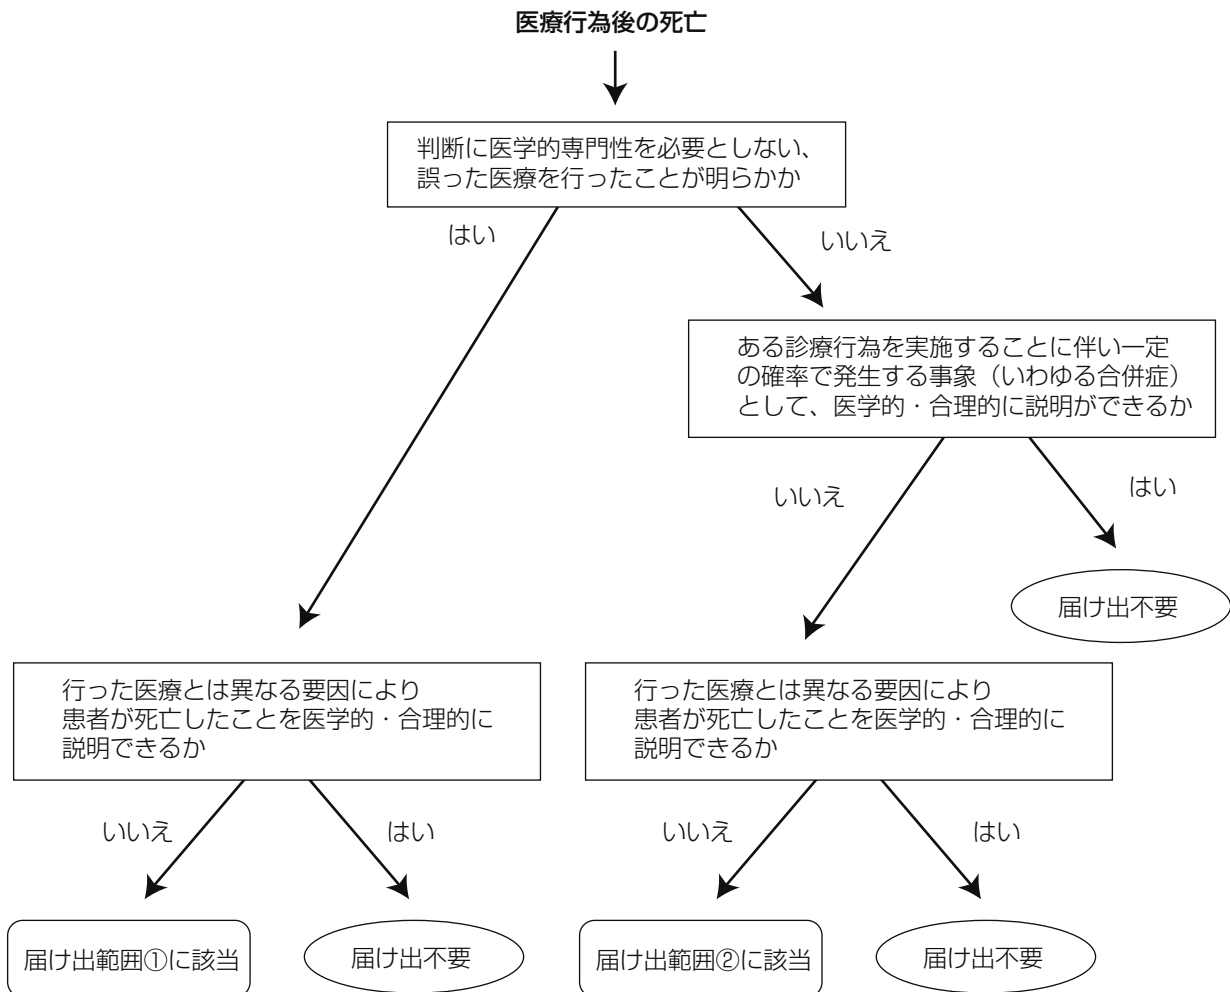 医療行為後の死亡
判断に医学的専門性を必要としない、
誤った医療を行ったことが明らかか
はい
いいえ
ある診療行為を実施することに伴い一定
の確率で発生する事象（いわゆる合併症）
として、医学的・合理的に説明ができるか
いいえ
はい
届け出不要
行った医療とは異なる要因により
患者が死亡したことを医学的・合理的に
説明できるか
行った医療とは異なる要因により
患者が死亡したことを医学的・合理的に
説明できるか
いいえ
はい
いいえ
はい
届け出範囲①に該当
届け出不要
届け出範囲②に該当
届け出不要